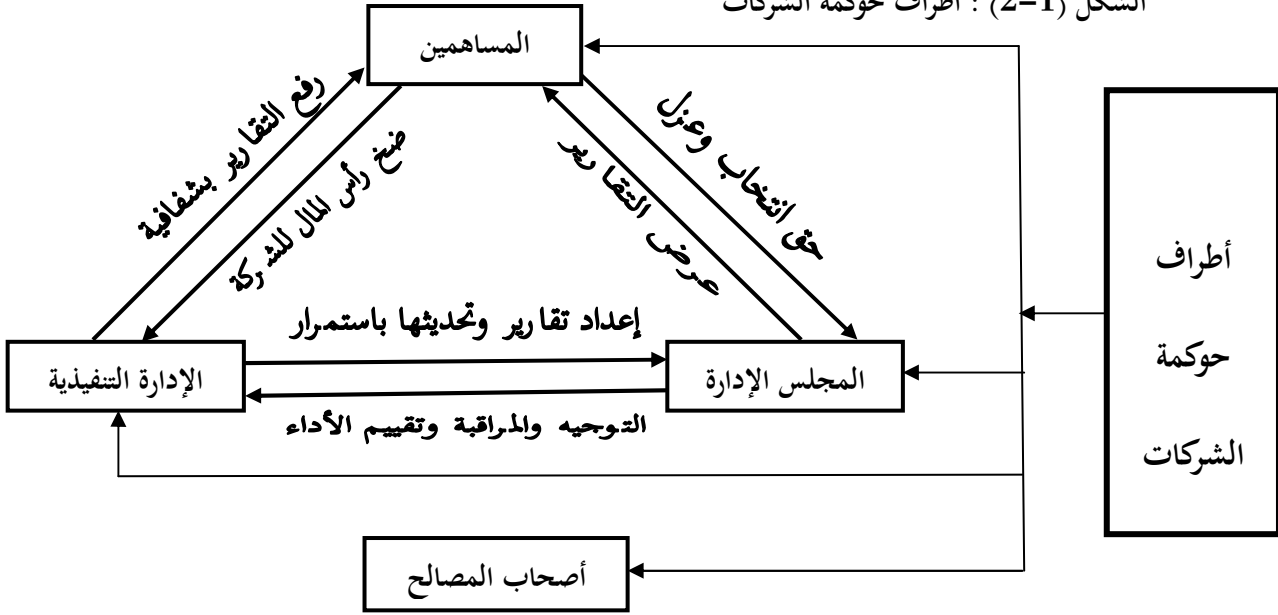 الشكل (1-2) : أطراف حوكمة الشركات
المساهمين
رفع التقارير بشفافية
ضخ رأس المال للشركة
حق انتخاب وعزل
عرض التقارير
أطراف
حوكمة
الشركات
إعداد تقارير وتحديثها باستمرار
المجلس الإدارة
الإدارة التنفيذية
التوجيه والمراقبة وتقييم الأداء
أصحاب المصالح